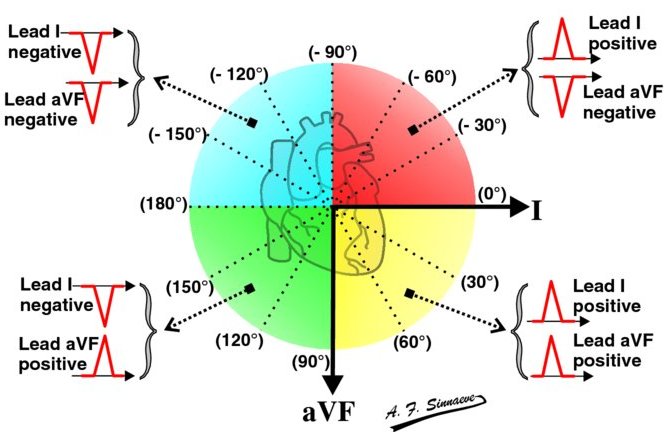 Lead I
negative
Lead aVF
negative
(- 90°)
(- 120°)
(- 60°)
(- 150°)
(- 30°)
Lead I
positive
Lead aVF
negative
(180°)
(0°)
I
(150°)
(30°)
(120°)
(60°)
(90°)
aVF
Lead I
negative
Lead aVF
positive
Lead I
positive
Lead aVF
positive
A. F. Sinnaeve